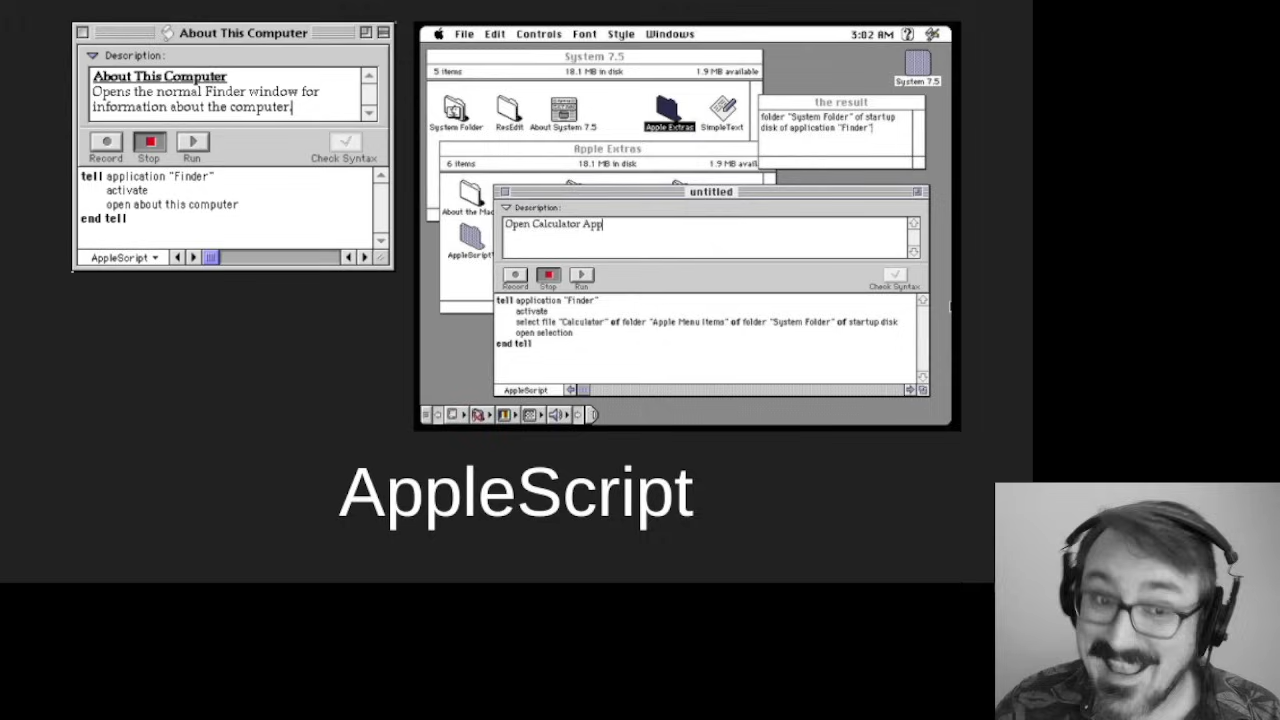 About This Computer
Description:
About This Computer
Opens the normal Finder window for
information about the computer.
Record Stop Run Check Syntax
tell application "Finder"
activate
open about this computer
end tell
AppleScript
File Edit Controls Font Style Windows 3:02 AM
System 7.5
5 items 18.1 MB in disk 1.9 MB available
System Folder ResEdit About System 7.5 Apple Extras SimpleText
System 7.5
the result
folder "System Folder" of startup
disk of application "Finder"
Apple Extras
6 items 18.1 MB in disk 1.9 MB avail
About the Mac
AppleScript
untitled
Description:
Open Calculator App
Record Stop Run Check Syntax
tell application "Finder"
activate
select file "Calculator" of folder "Apple Menu Items" of folder "System Folder" of startup disk
open selection
end tell
AppleScript
AppleScript